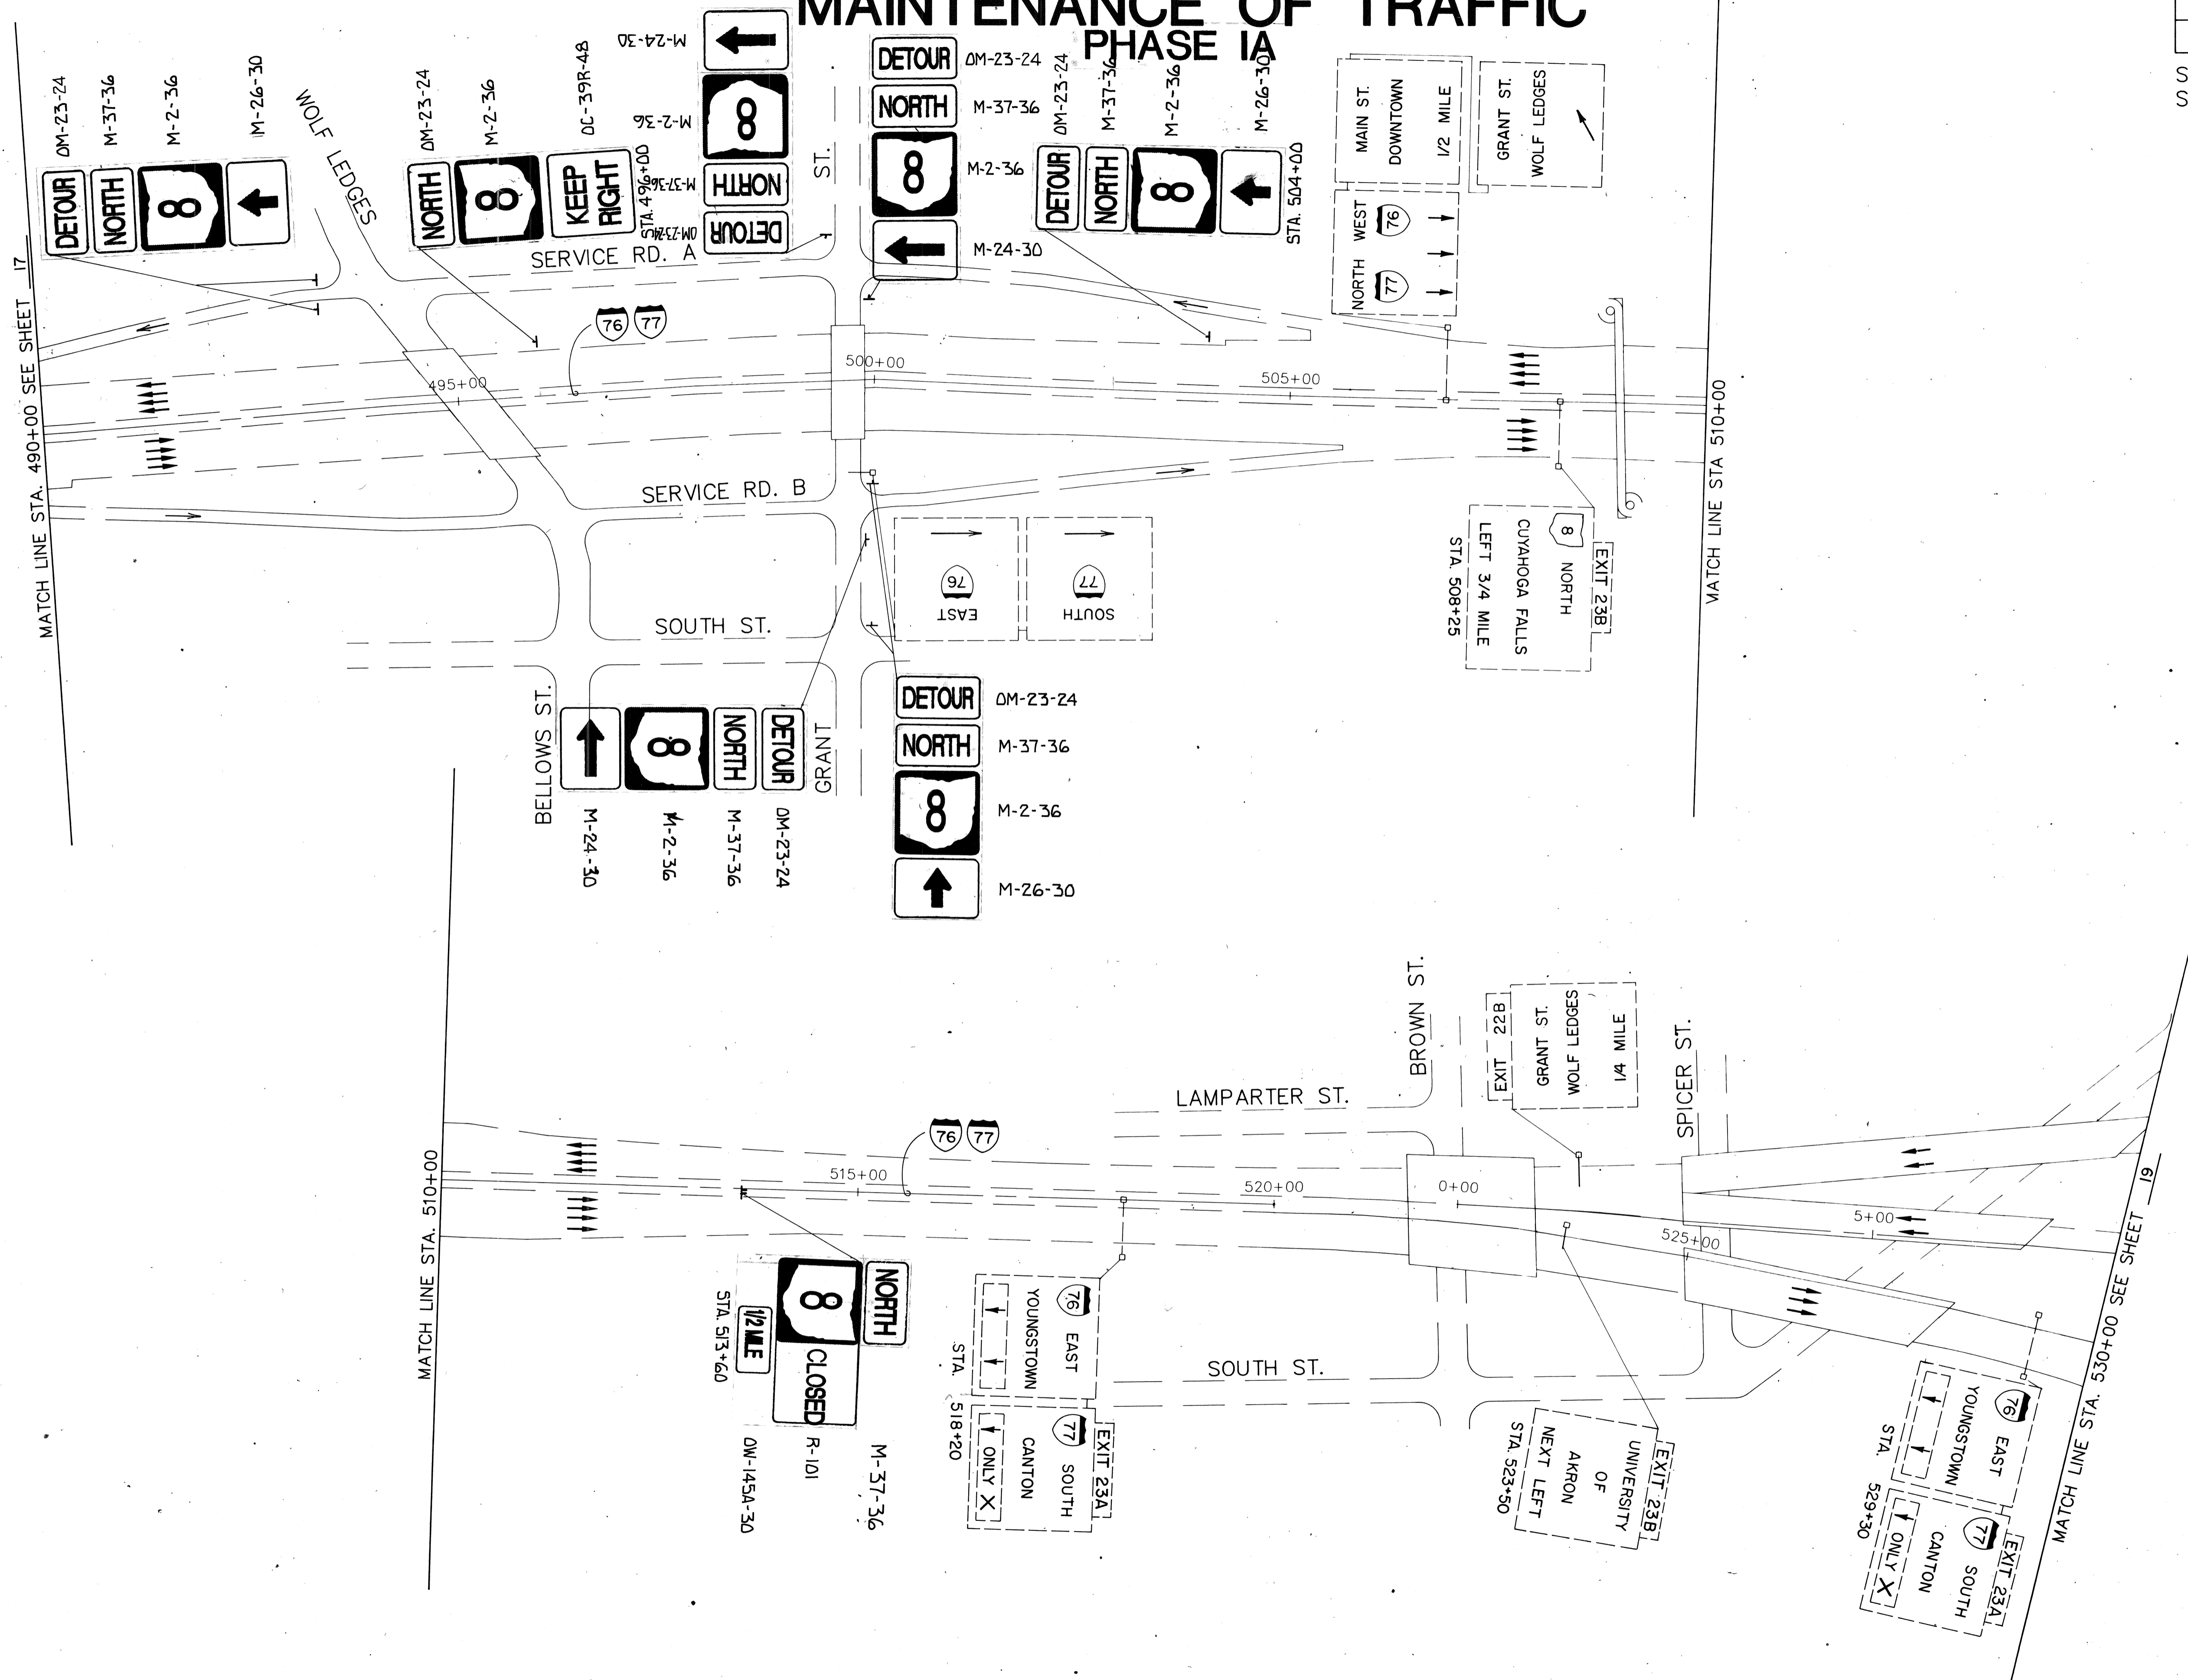 MAINTENANCE OF TRAFFIC
PHASE IA
S
S
MATCH LINE STA. 490+00 SEE SHEET 17
OM-23-24
M-37-36
M-2-36
M-26-30
DETOUR
NORTH
8
WOLF LEDGES
OM-23-24
M-2-36
OC-39R-48
NORTH
8
KEEP
RIGHT
STA. 496+00
M-24-30
M-2-36
M-37-36
OM-23-24
8
NORTH
DETOUR
ST.
DETOUR
NORTH
8
OM-23-24
M-37-36
M-2-36
M-24-30
OM-23-24
M-37-36
M-2-36
M-26-30
DETOUR
NORTH
8
STA. 504+00
MAIN ST.
DOWNTOWN
1/2 MILE
GRANT ST.
WOLF LEDGES
NORTH 77
WEST 76
SERVICE RD. A
76 77
495+00
500+00
505+00
MATCH LINE STA 510+00
SERVICE RD. B
76
EAST
77
SOUTH
EXIT 23B
8 NORTH
CUYAHOGA FALLS
LEFT 3/4 MILE
STA. 508+25
SOUTH ST.
BELLOWS ST.
GRANT
8
NORTH
DETOUR
M-24-30
M-2-36
M-37-36
OM-23-24
DETOUR
NORTH
8
OM-23-24
M-37-36
M-2-36
M-26-30
MATCH LINE STA. 510+00
76 77
515+00
520+00
0+00
525+00
5+00
LAMPARTER ST.
BROWN ST.
EXIT 22B
GRANT ST.
WOLF LEDGES
1/4 MILE
SPICER ST.
MATCH LINE STA. 530+00 SEE SHEET 19
NORTH
8
CLOSED
1/2 MILE
STA. 513+60
M-37-36
R-101
OW-145A-30
76 EAST
YOUNGSTOWN
EXIT 23A
77 SOUTH
CANTON
ONLY X
STA. 518+20
SOUTH ST.
EXIT 23B
UNIVERSITY
OF
AKRON
NEXT LEFT
STA. 523+50
76 EAST
YOUNGSTOWN
EXIT 23A
77 SOUTH
CANTON
ONLY X
STA. 529+30